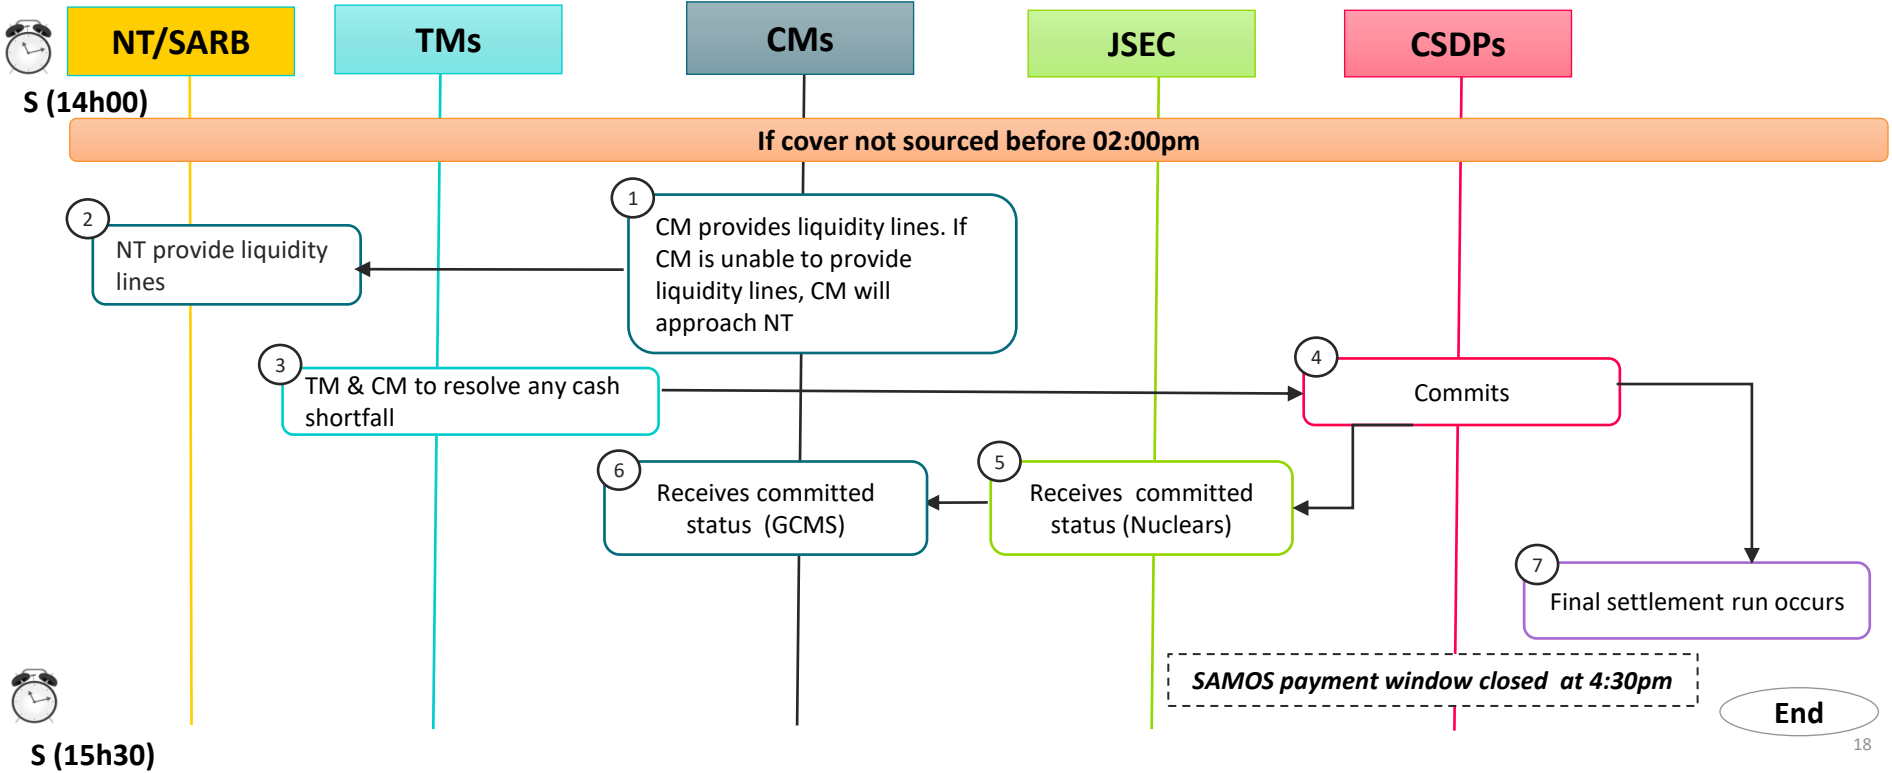 NT/SARB
TMs
CMs
JSEC
CSDPs
S (14h00)
If cover not sourced before 02:00pm
1
CM provides liquidity lines. If
CM is unable to provide
liquidity lines, CM will
approach NT
2
NT provide liquidity
lines
3
TM & CM to resolve any cash
shortfall
4
Commits
5
Receives  committed
status (Nuclears)
6
Receives committed
status  (GCMS)
7
Final settlement run occurs
SAMOS payment window closed  at 4:30pm
End
18
S (15h30)